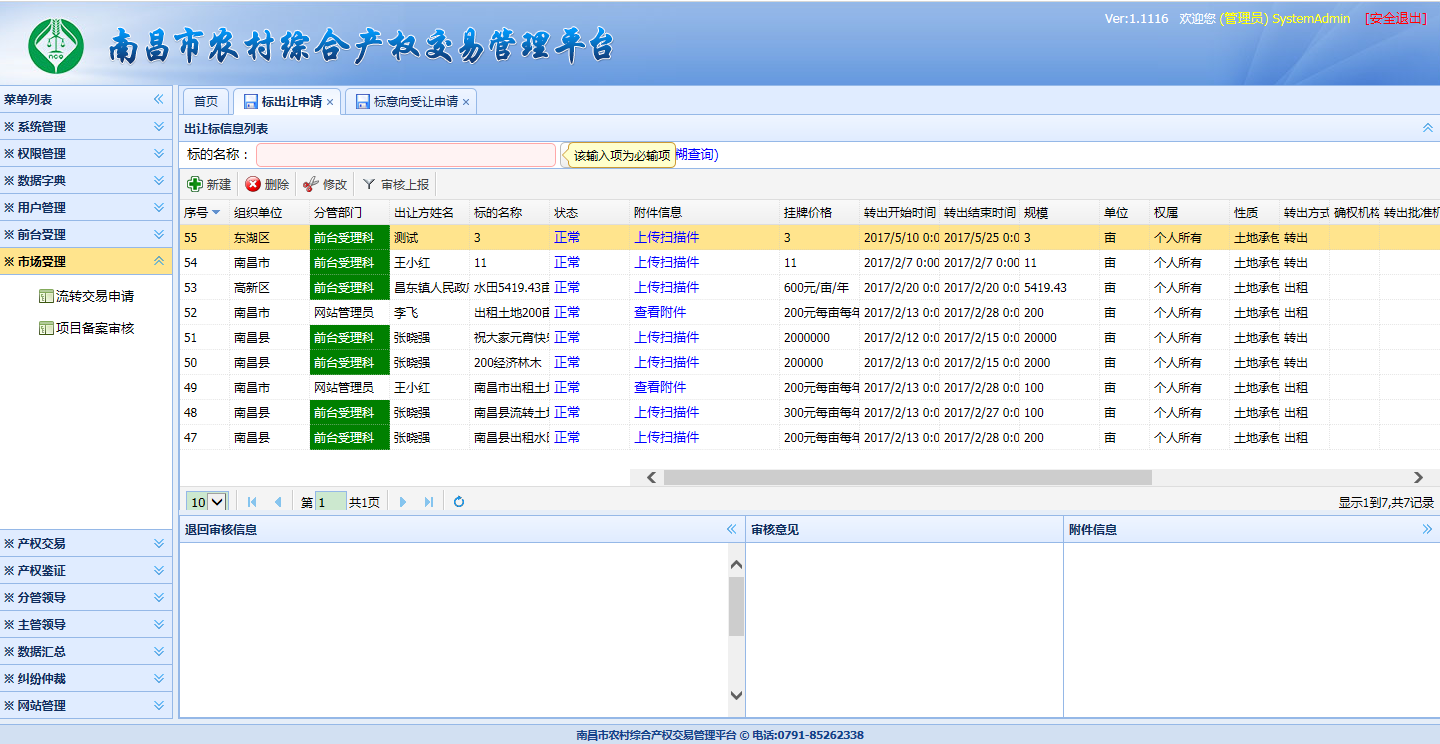 Ver:1.1116 欢迎您 (管理员) SystemAdmin [安全退出]
nco
南昌市农村综合产权交易管理平台
菜单列表
※ 系统管理
※ 权限管理
※ 数据字典
※ 用户管理
※ 前台受理
※ 市场受理
流转交易申请
项目备案审核
※ 产权交易
※ 产权鉴证
※ 分管领导
※ 主管领导
※ 数据汇总
※ 纠纷仲裁
※ 网站管理
首页 标出让申请 × 标意向受让申请 ×
出让标信息列表
标的名称： 该输入项为必输项 糊查询)
新建 删除 修改 审核上报
序号 组织单位 分管部门 出让方姓名 标的名称 状态 附件信息 挂牌价格 转出开始时间 转出结束时间 规模 单位 权属 性质 转出方式 确权机构 转出批准机
55 东湖区 前台受理科 测试 3 正常 上传扫描件 3 2017/5/10 0:0 2017/5/25 0:0 3 亩 个人所有 土地承包 转出
54 南昌市 前台受理科 王小红 11 正常 上传扫描件 11 2017/2/7 0:00 2017/2/7 0:00 11 亩 个人所有 土地承包 转出
53 高新区 前台受理科 昌东镇人民政府 水田5419.43亩 正常 上传扫描件 600元/亩/年 2017/2/20 0:0 2017/2/20 0:0 5419.43 亩 个人所有 土地承包 出租
52 南昌市 网站管理员 李飞 出租土地200亩 正常 查看附件 200元每亩每年 2017/2/13 0:0 2017/2/28 0:0 200 亩 个人所有 土地承包 出租
51 南昌县 前台受理科 张晓强 祝大家元宵快乐 正常 上传扫描件 2000000 2017/2/12 0:0 2017/2/15 0:0 20000 亩 个人所有 土地承包 转出
50 南昌县 前台受理科 张晓强 200经济林木 正常 上传扫描件 200000 2017/2/13 0:0 2017/2/15 0:0 2000 亩 个人所有 土地承包 转出
49 南昌市 网站管理员 王小红 南昌市出租土地 正常 查看附件 200元每亩每年 2017/2/13 0:0 2017/2/28 0:0 100 亩 个人所有 土地承包 出租
48 南昌县 前台受理科 张晓强 南昌县流转土地 正常 上传扫描件 300元每亩每年 2017/2/13 0:0 2017/2/27 0:0 100 亩 个人所有 土地承包 出租
47 南昌县 前台受理科 张晓强 南昌县出租水田 正常 上传扫描件 200元每亩每年 2017/2/13 0:0 2017/2/28 0:0 200 亩 个人所有 土地承包 出租
10 第 1 共1页 显示1到7,共7记录
退回审核信息 审核意见 附件信息
南昌市农村综合产权交易管理平台 © 电话:0791-85262338